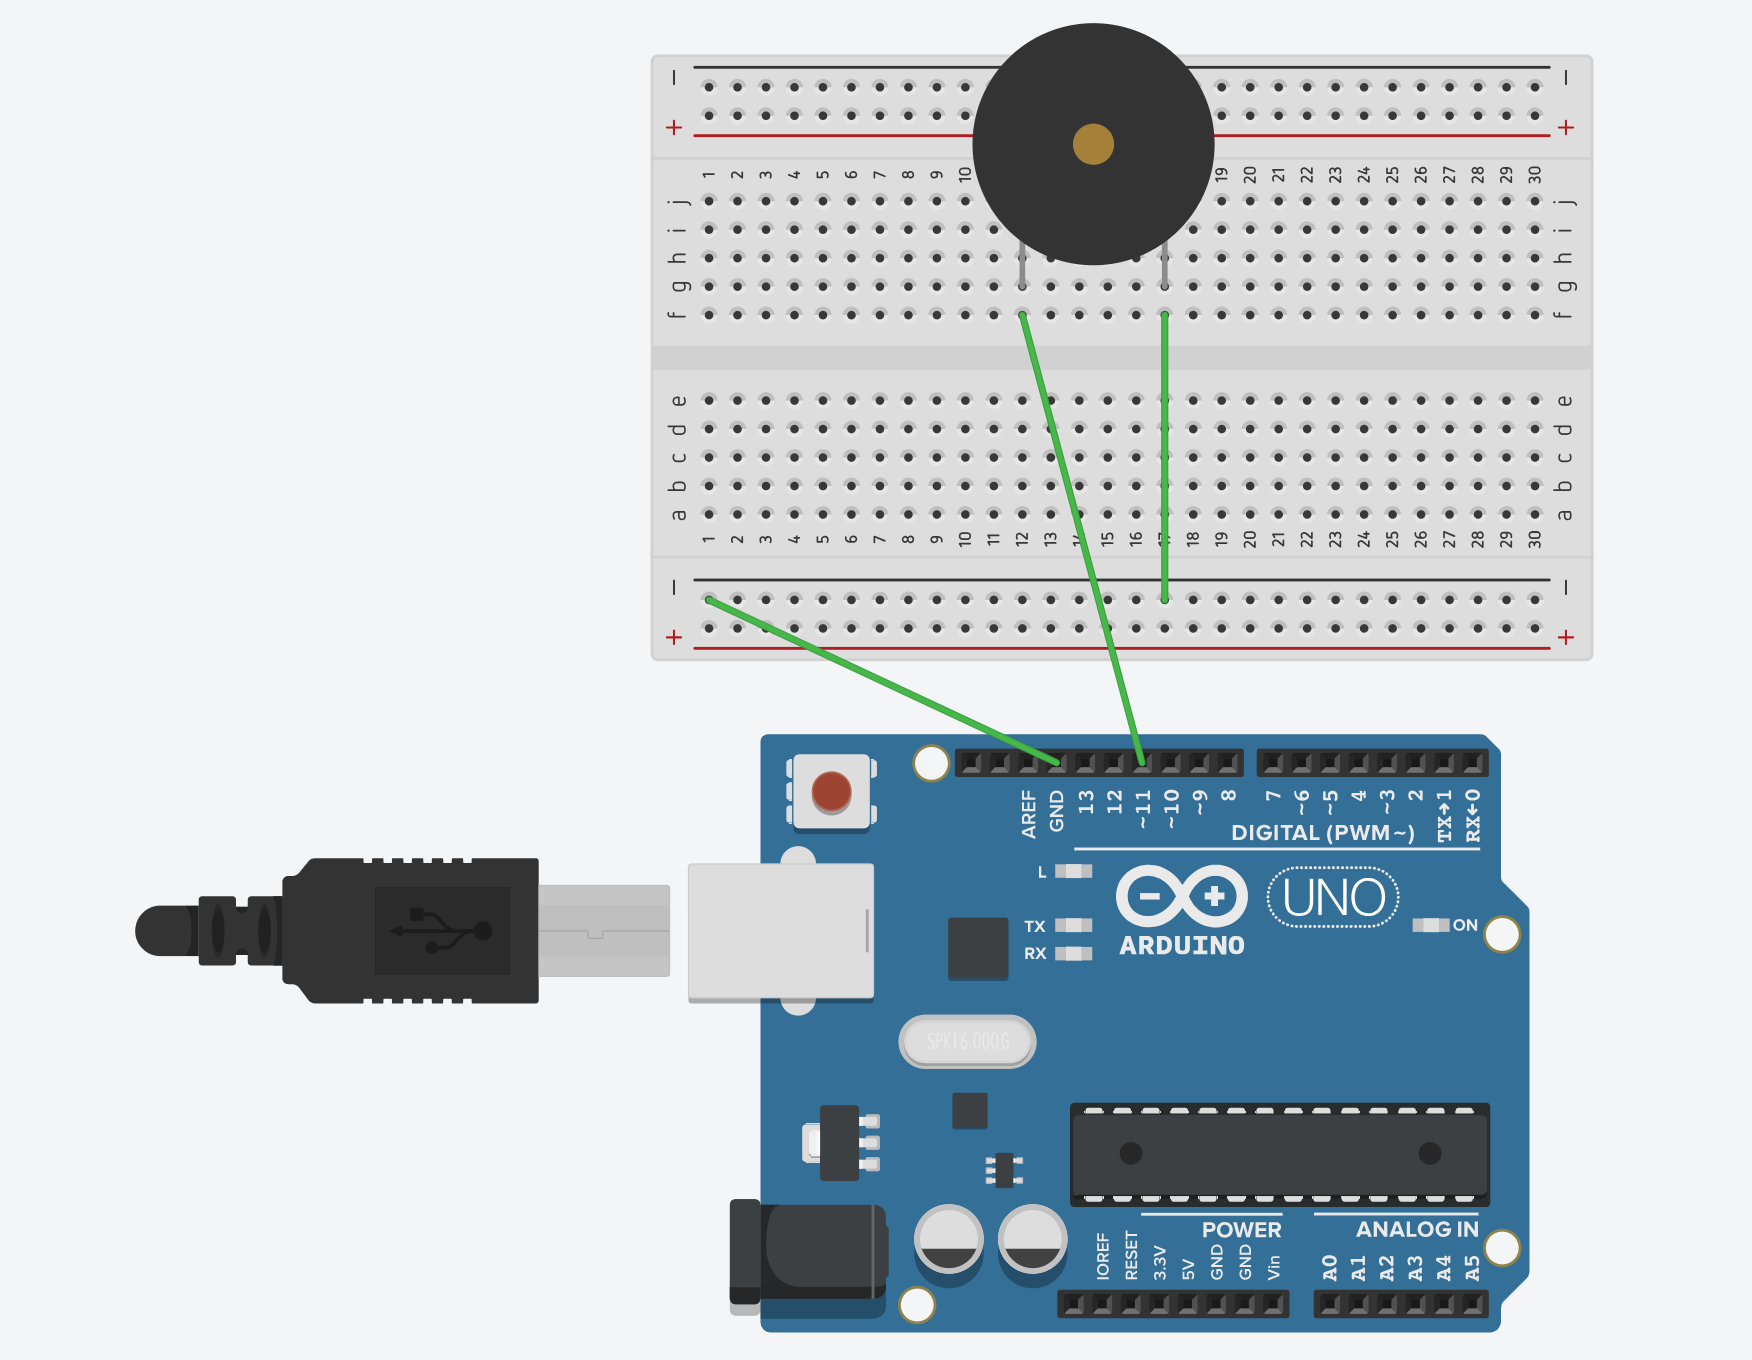 − −
+ +
1 2 3 4 5 6 7 8 9 10 19 20 21 22 23 24 25 26 27 28 29 30
j j
i i
h h
g g
f f
e e
d d
c c
b b
a a
1 2 3 4 5 6 7 8 9 10 11 12 13 14 15 16 17 18 19 20 21 22 23 24 25 26 27 28 29 30
− −
+ +
AREF GND 13 12 ~11 ~10 ~9 8 7 ~6 ~5 4 ~3 2 TX→1 RX←0
DIGITAL (PWM~)
L
UNO
TX
ON
ARDUINO
RX
SPK16.000G
POWER
ANALOG IN
IOREF RESET 3.3V 5V GND GND Vin A0 A1 A2 A3 A4 A5